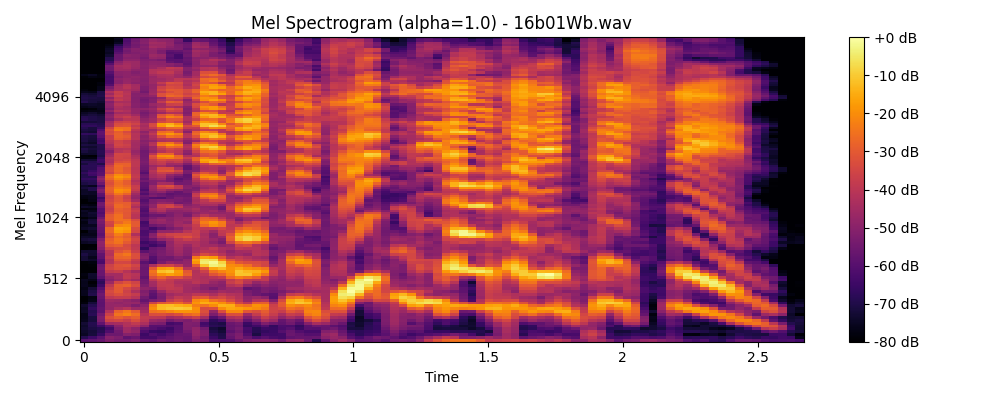 Mel Spectrogram (alpha=1.0) - 16b01Wb.wav
+0 dB
-10 dB
-20 dB
-30 dB
-40 dB
-50 dB
-60 dB
-70 dB
-80 dB
Mel Frequency
4096
2048
1024
512
0
0 0.5 1 1.5 2 2.5
Time